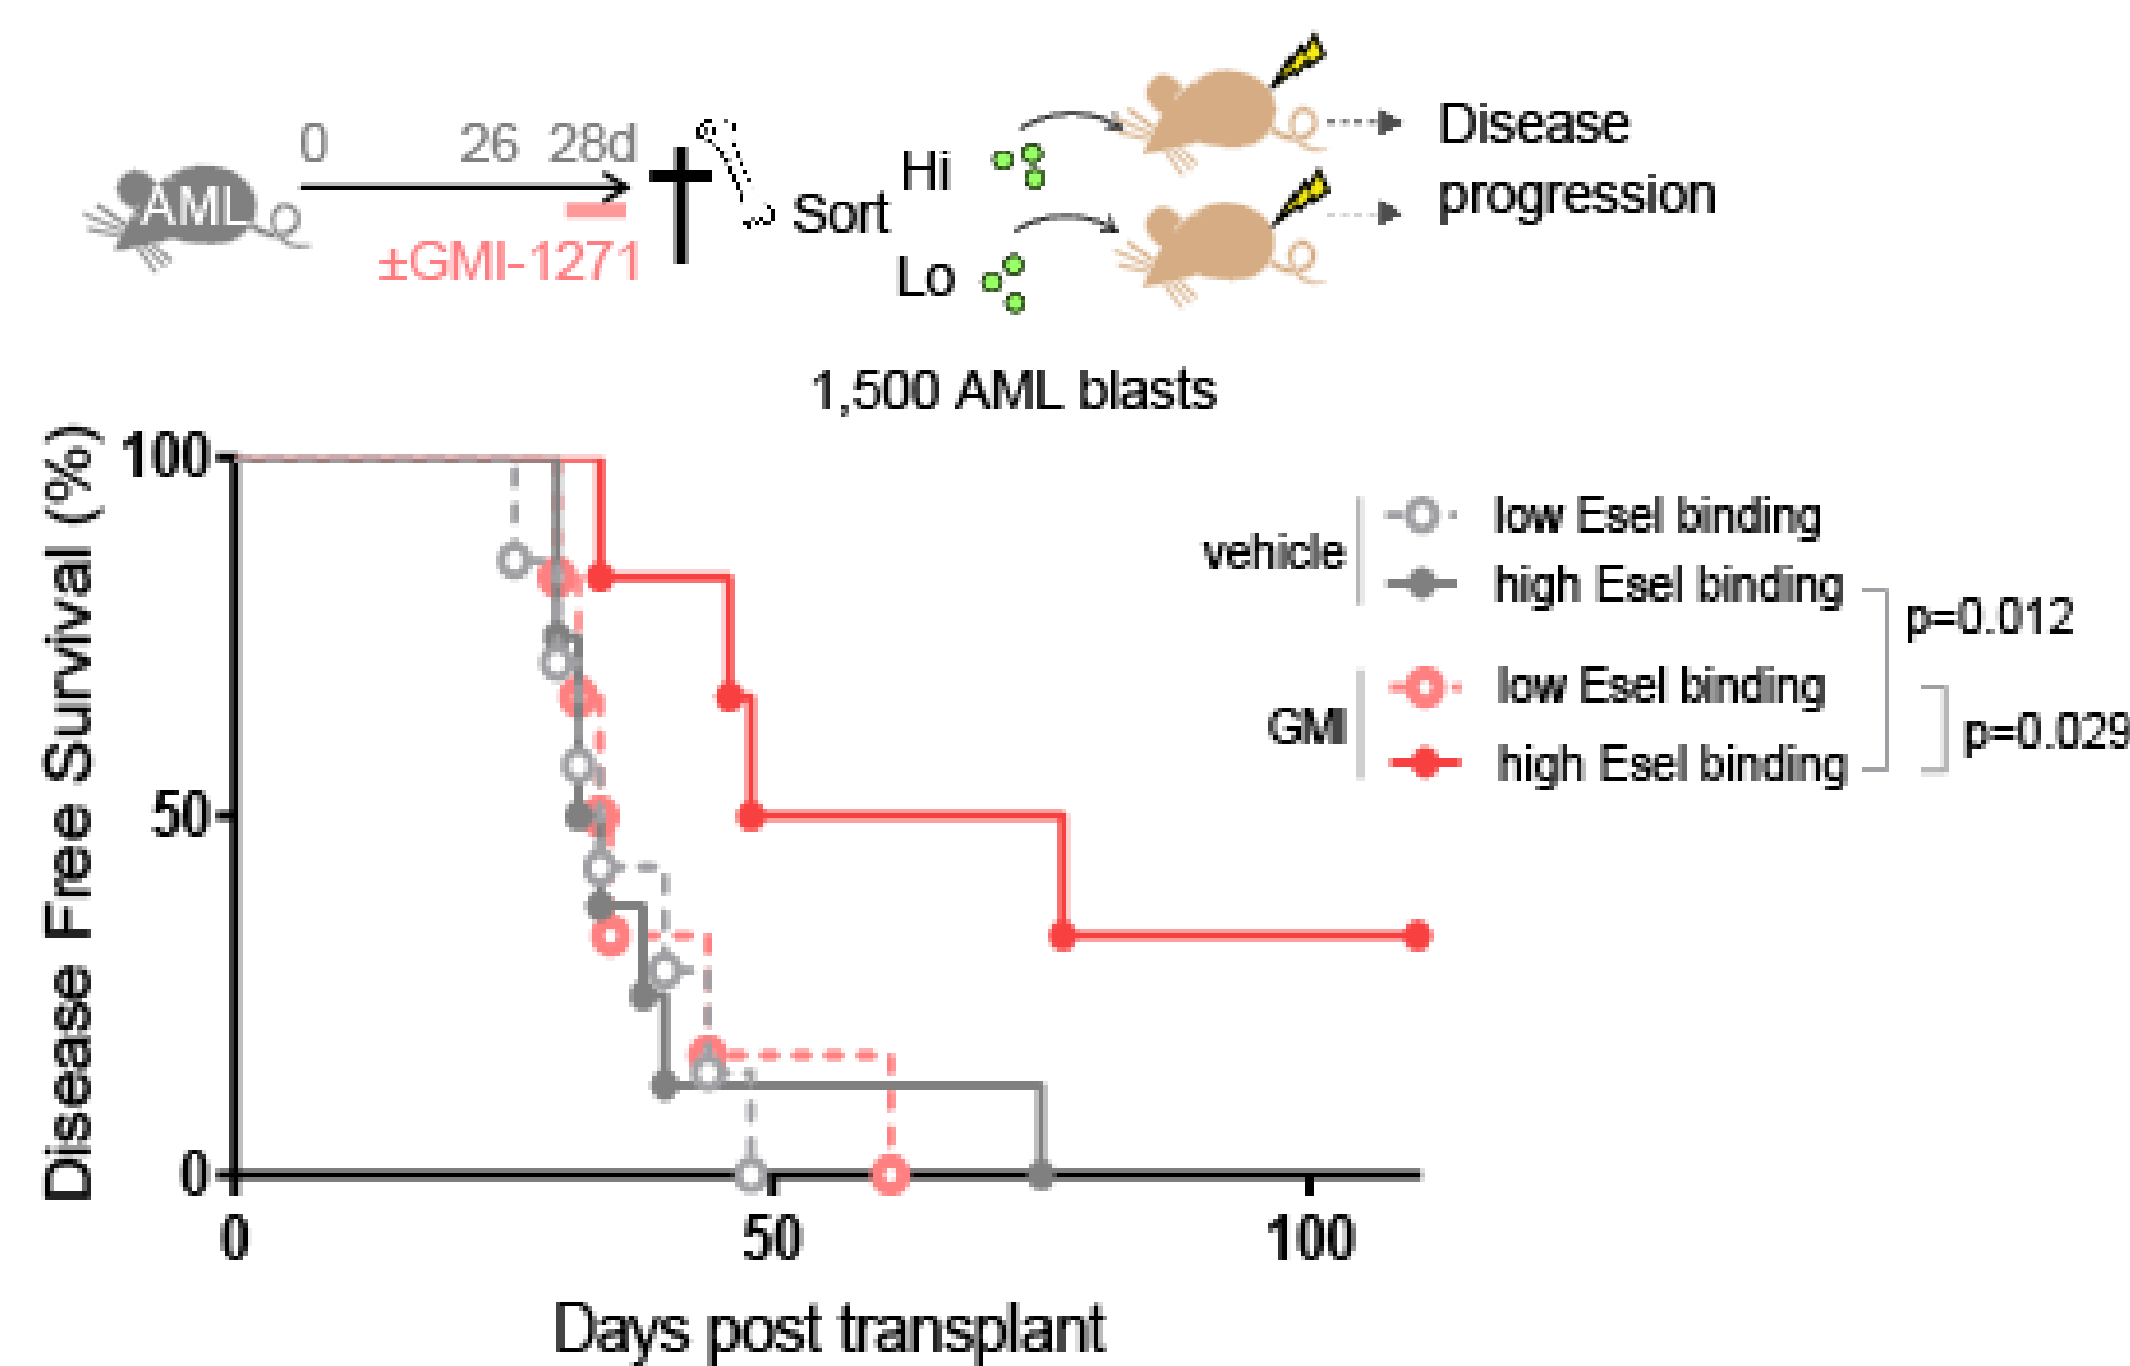 0 26 28d
AML
±GMI-1271
Sort
Hi
Lo
Disease
progression
1,500 AML blasts
Disease Free Survival (%)
100
50
0
0 50 100
Days post transplant
vehicle
low Esel binding
high Esel binding
GMI
low Esel binding
high Esel binding
p=0.012
p=0.029